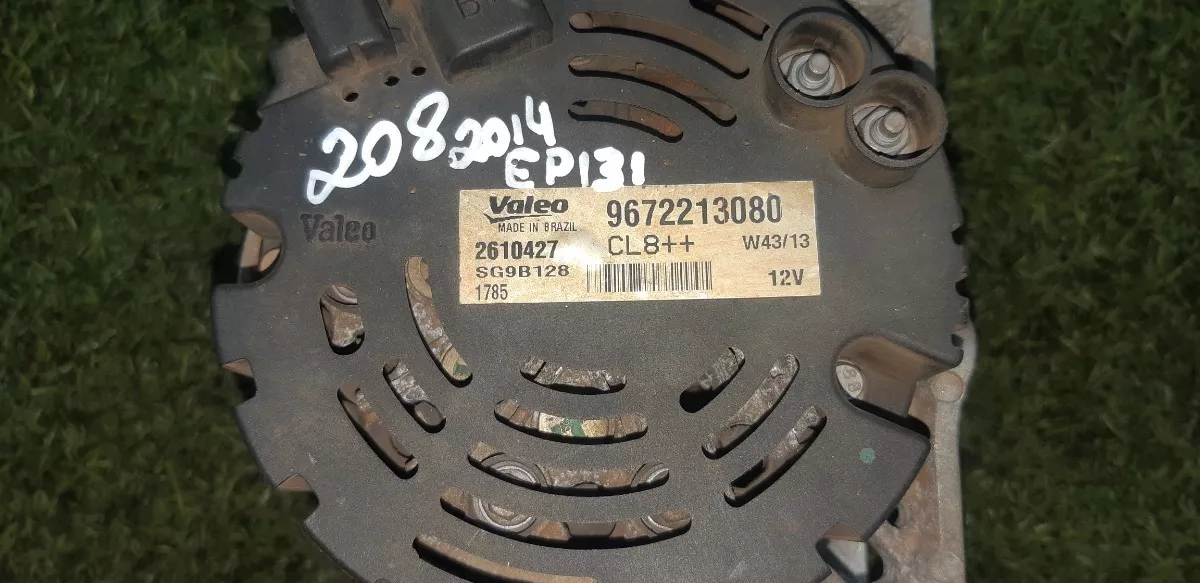 B+
208 2014
EP131
Valeo
Valeo 9672213080
MADE IN BRAZIL
2610427 CL8++ W43/13
SG9B128 12V
1785